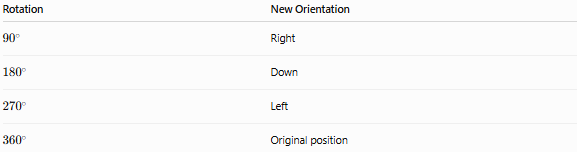 Rotation New Orientation
90° Right
180° Down
270° Left
360° Original position